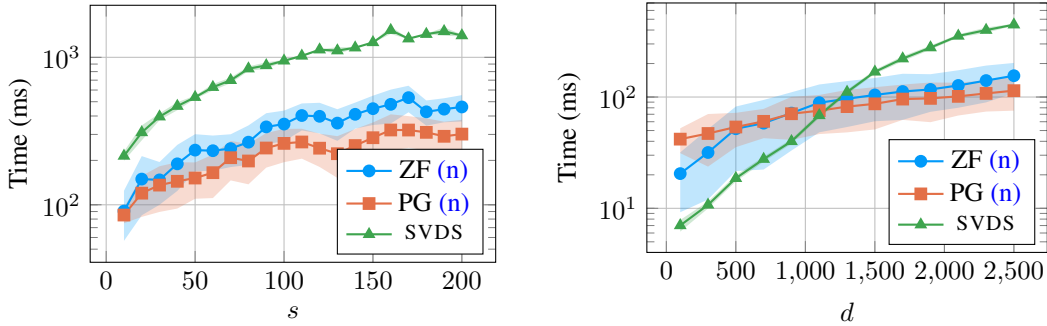 10^3
10^2
Time (ms)
ZF (n)
PG (n)
SVDS
0 50 100 150 200
s
10^2
10^1
Time (ms)
ZF (n)
PG (n)
SVDS
0 500 1,000 1,500 2,000 2,500
d